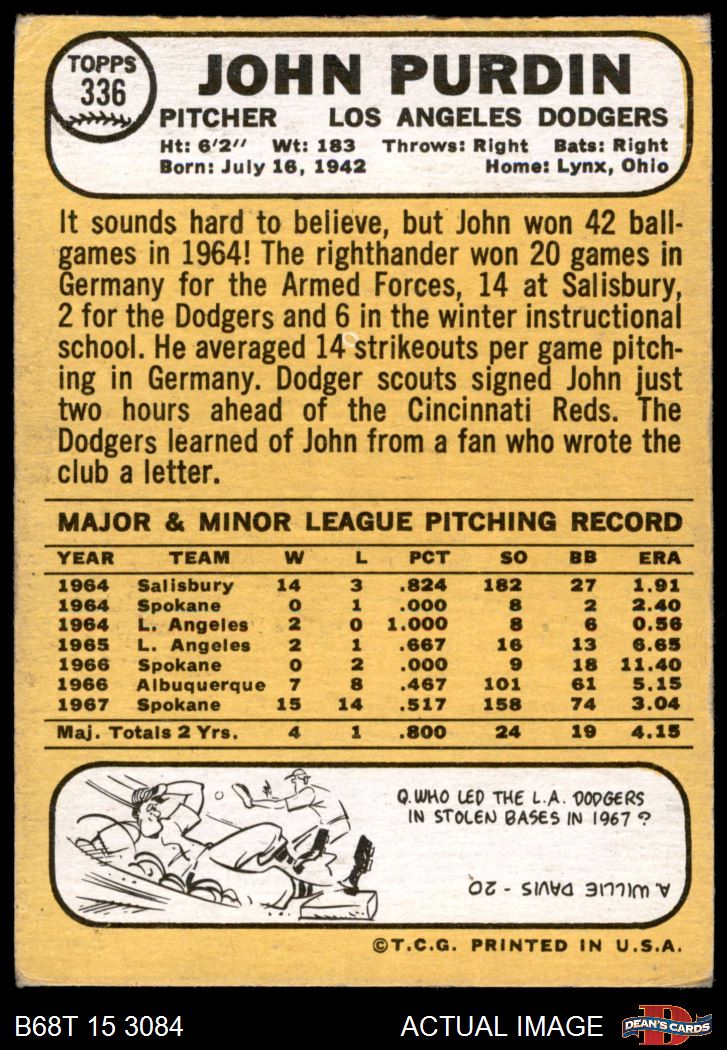 TOPPS
336
JOHN PURDIN
PITCHER LOS ANGELES DODGERS
Ht: 6'2" Wt: 183 Throws: Right Bats: Right
Born: July 16, 1942 Home: Lynx, Ohio
It sounds hard to believe, but John won 42 ball-
games in 1964! The righthander won 20 games in
Germany for the Armed Forces, 14 at Salisbury,
2 for the Dodgers and 6 in the winter instructional
school. He averaged 14 strikeouts per game pitch-
ing in Germany. Dodger scouts signed John just
two hours ahead of the Cincinnati Reds. The
Dodgers learned of John from a fan who wrote the
club a letter.
MAJOR & MINOR LEAGUE PITCHING RECORD
YEAR TEAM W L PCT SO BB ERA
1964 Salisbury 14 3 .824 182 27 1.91
1964 Spokane 0 1 .000 8 2 2.40
1964 L. Angeles 2 0 1.000 8 6 0.56
1965 L. Angeles 2 1 .667 16 13 6.65
1966 Spokane 0 2 .000 9 18 11.40
1966 Albuquerque 7 8 .467 101 61 5.15
1967 Spokane 15 14 .517 158 74 3.04
Maj. Totals 2 Yrs. 4 1 .800 24 19 4.15
Q. WHO LED THE L.A. DODGERS
IN STOLEN BASES IN 1967?
A. WILLIE DAVIS - 20
©T.C.G. PRINTED IN U.S.A.
B68T 15 3084 ACTUAL IMAGE D DEAN'S CARDS